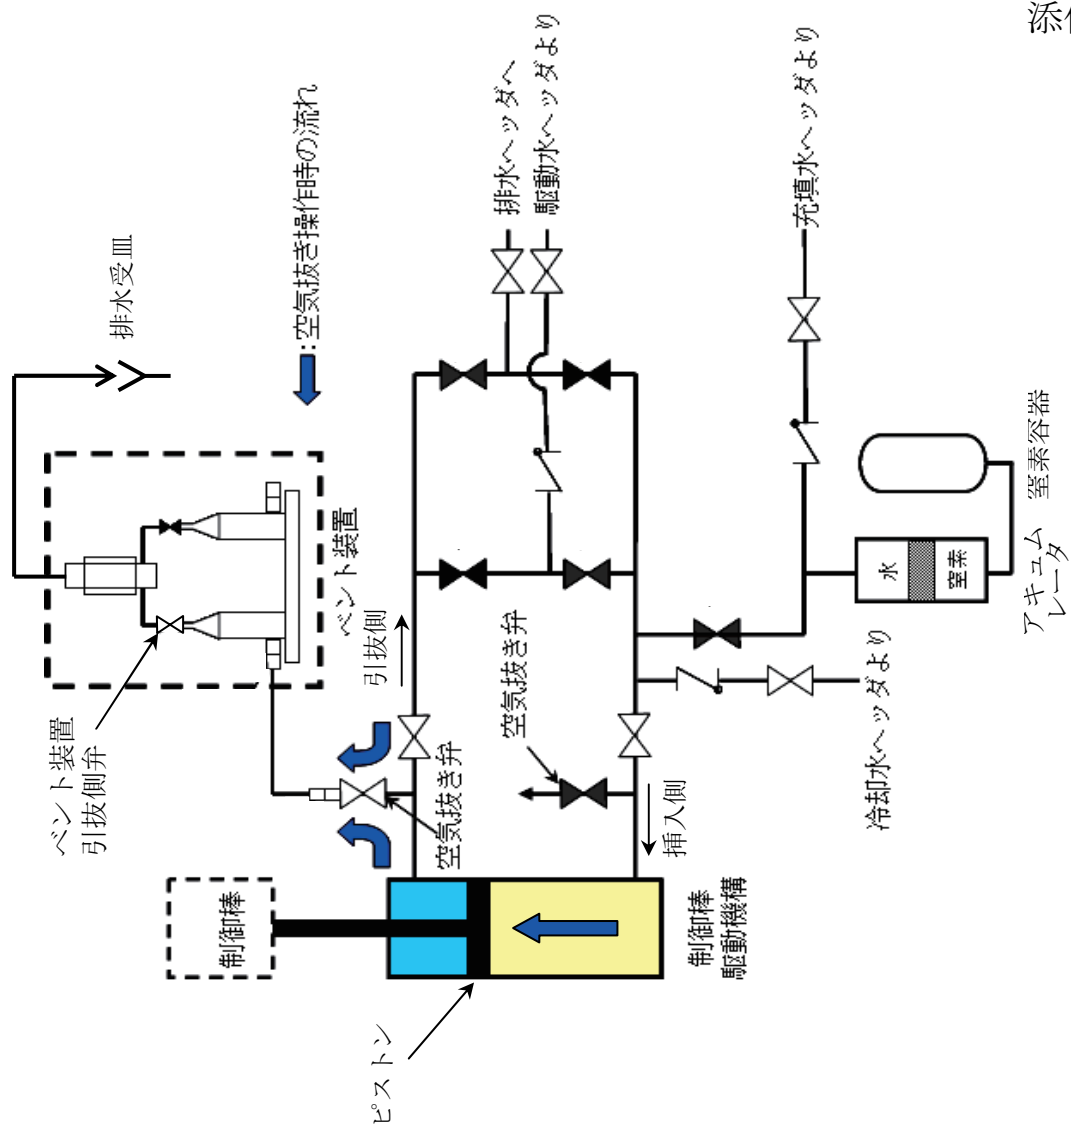 添
排水受皿
：空気抜き操作時の流れ
排水ヘッダへ
駆動水ヘッダより
充填水ヘッダより
ベント装置
ベント装置
引抜側弁
引抜側
空気抜き弁
空気抜き弁
挿入側
水
窒素
窒素容器
アキュム
レータ
冷却水ヘッダより
制御棒
制御棒
駆動機構
ピストン